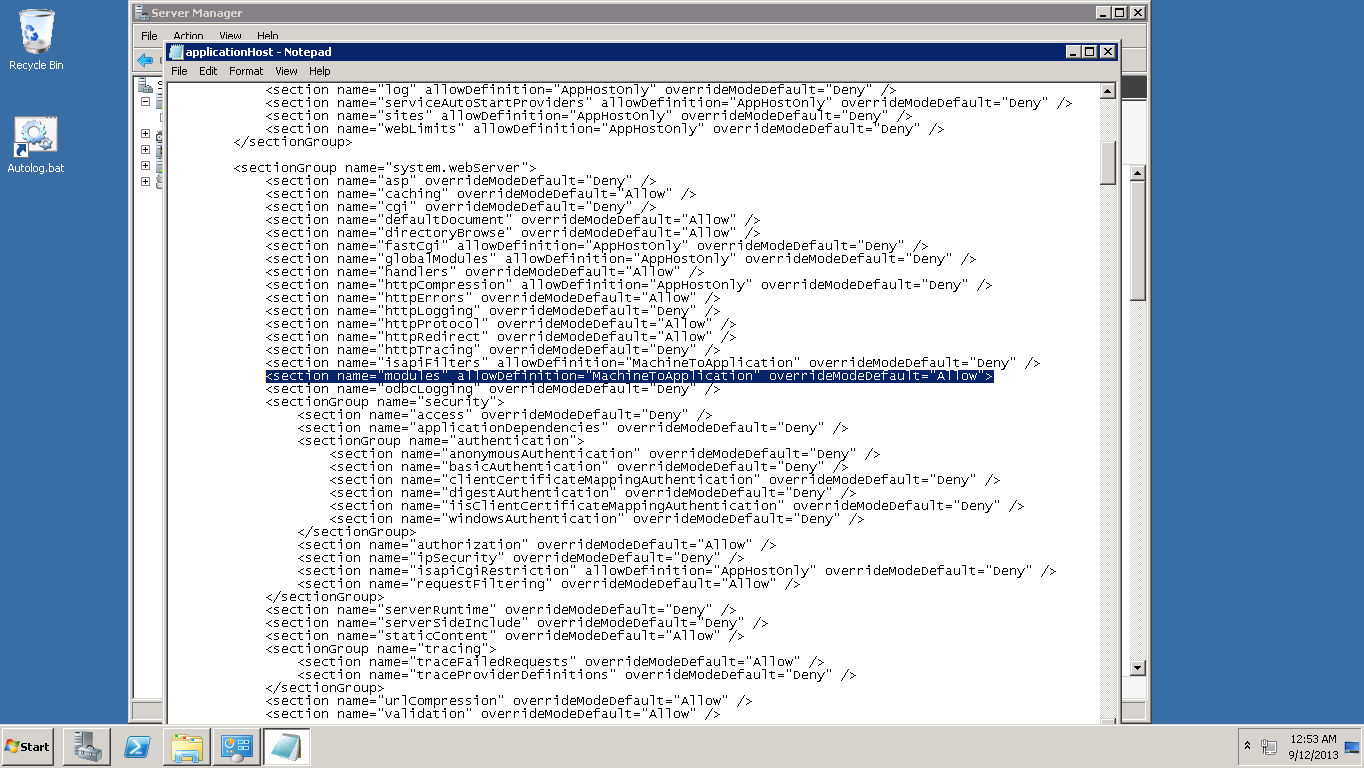 Recycle Bin
Autolog.bat
Server Manager
File Action View Help
applicationHost - Notepad
File Edit Format View Help
<section name="log" allowDefinition="AppHostOnly" overrideModeDefault="Deny" />
<section name="serviceAutoStartProviders" allowDefinition="AppHostOnly" overrideModeDefault="Deny" />
<section name="sites" allowDefinition="AppHostOnly" overrideModeDefault="Deny" />
<section name="webLimits" allowDefinition="AppHostOnly" overrideModeDefault="Deny" />
</sectionGroup>
<sectionGroup name="system.webServer">
<section name="asp" overrideModeDefault="Deny" />
<section name="caching" overrideModeDefault="Allow" />
<section name="cgi" overrideModeDefault="Deny" />
<section name="defaultDocument" overrideModeDefault="Allow" />
<section name="directoryBrowse" overrideModeDefault="Allow" />
<section name="fastCgi" allowDefinition="AppHostOnly" overrideModeDefault="Deny" />
<section name="globalModules" allowDefinition="AppHostOnly" overrideModeDefault="Deny" />
<section name="handlers" overrideModeDefault="Allow" />
<section name="httpCompression" allowDefinition="AppHostOnly" overrideModeDefault="Deny" />
<section name="httpErrors" overrideModeDefault="Allow" />
<section name="httpLogging" overrideModeDefault="Deny" />
<section name="httpProtocol" overrideModeDefault="Allow" />
<section name="httpRedirect" overrideModeDefault="Allow" />
<section name="httpTracing" overrideModeDefault="Deny" />
<section name="isapiFilters" allowDefinition="MachineToApplication" overrideModeDefault="Deny" />
<section name="modules" allowDefinition="MachineToApplication" overrideModeDefault="Allow">
<section name="odbcLogging" overrideModeDefault="Deny" />
<sectionGroup name="security">
<section name="access" overrideModeDefault="Deny" />
<section name="applicationDependencies" overrideModeDefault="Deny" />
<sectionGroup name="authentication">
<section name="anonymousAuthentication" overrideModeDefault="Deny" />
<section name="basicAuthentication" overrideModeDefault="Deny" />
<section name="clientCertificateMappingAuthentication" overrideModeDefault="Deny" />
<section name="digestAuthentication" overrideModeDefault="Deny" />
<section name="iisClientCertificateMappingAuthentication" overrideModeDefault="Deny" />
<section name="windowsAuthentication" overrideModeDefault="Deny" />
</sectionGroup>
<section name="authorization" overrideModeDefault="Allow" />
<section name="ipSecurity" overrideModeDefault="Deny" />
<section name="isapiCgiRestriction" allowDefinition="AppHostOnly" overrideModeDefault="Deny" />
<section name="requestFiltering" overrideModeDefault="Allow" />
</sectionGroup>
<section name="serverRuntime" overrideModeDefault="Deny" />
<section name="serverSideInclude" overrideModeDefault="Deny" />
<section name="staticContent" overrideModeDefault="Allow" />
<sectionGroup name="tracing">
<section name="traceFailedRequests" overrideModeDefault="Allow" />
<section name="traceProviderDefinitions" overrideModeDefault="Deny" />
</sectionGroup>
<section name="urlCompression" overrideModeDefault="Allow" />
<section name="validation" overrideModeDefault="Allow" />
Start
12:53 AM
9/12/2013